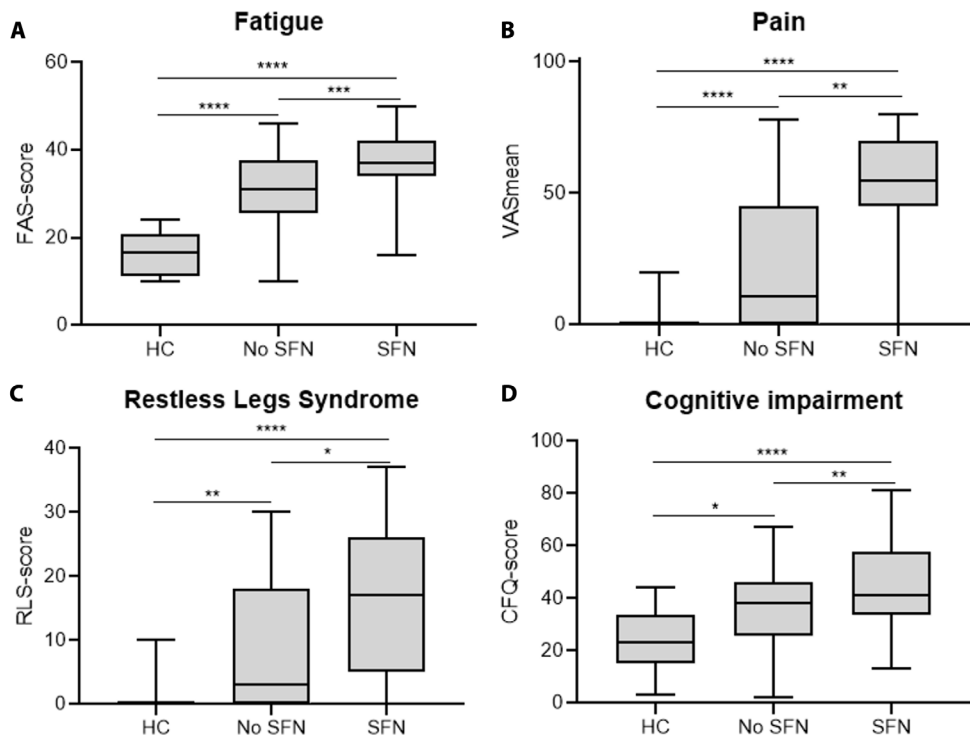 A
Fatigue
FAS-score
60
40
20
0
****
****
***
HC
No SFN
SFN
B
Pain
VASmean
100
50
0
****
****
**
HC
No SFN
SFN
C
Restless Legs Syndrome
RLS-score
40
30
20
10
0
****
**
*
HC
No SFN
SFN
D
Cognitive impairment
CFQ-score
100
80
60
40
20
0
****
*
**
HC
No SFN
SFN